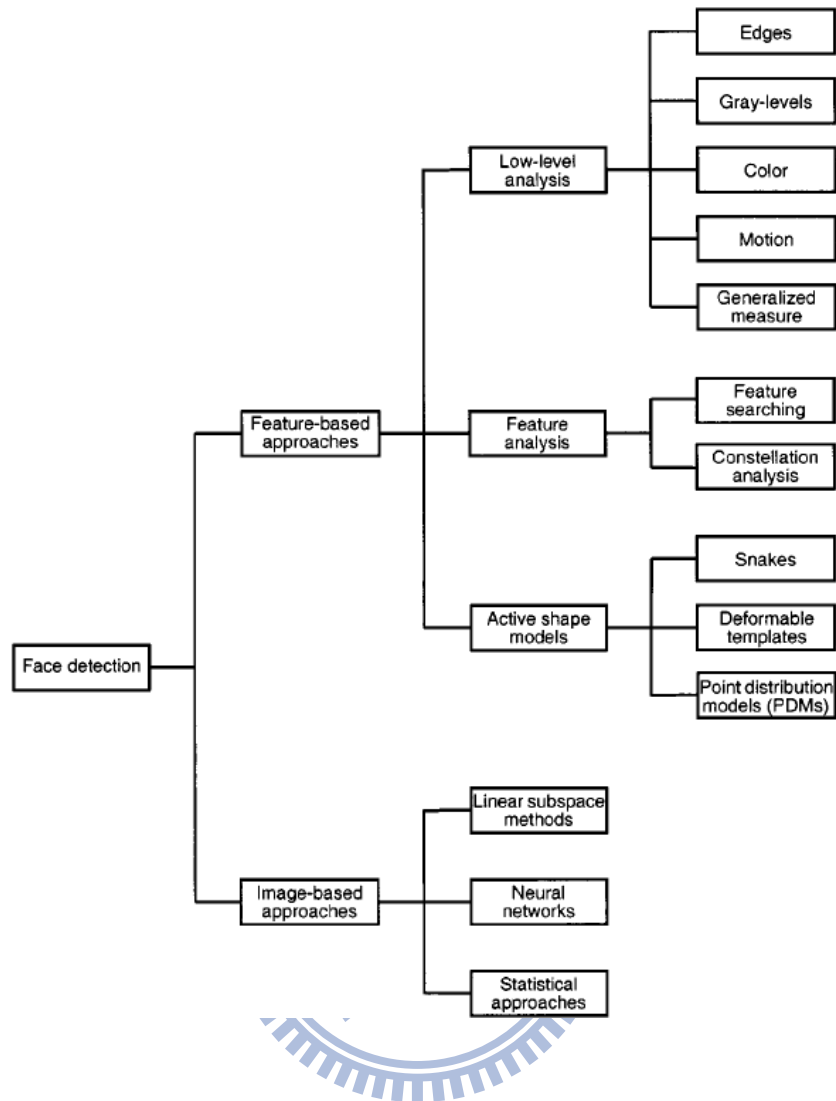 Edges
Gray-levels
Low-level
analysis
Color
Motion
Generalized
measure
Feature
searching
Feature-based
approaches
Feature
analysis
Constellation
analysis
Snakes
Active shape
models
Deformable
templates
Face detection
Point distribution
models (PDMs)
Linear subspace
methods
Image-based
approaches
Neural
networks
Statistical
approaches